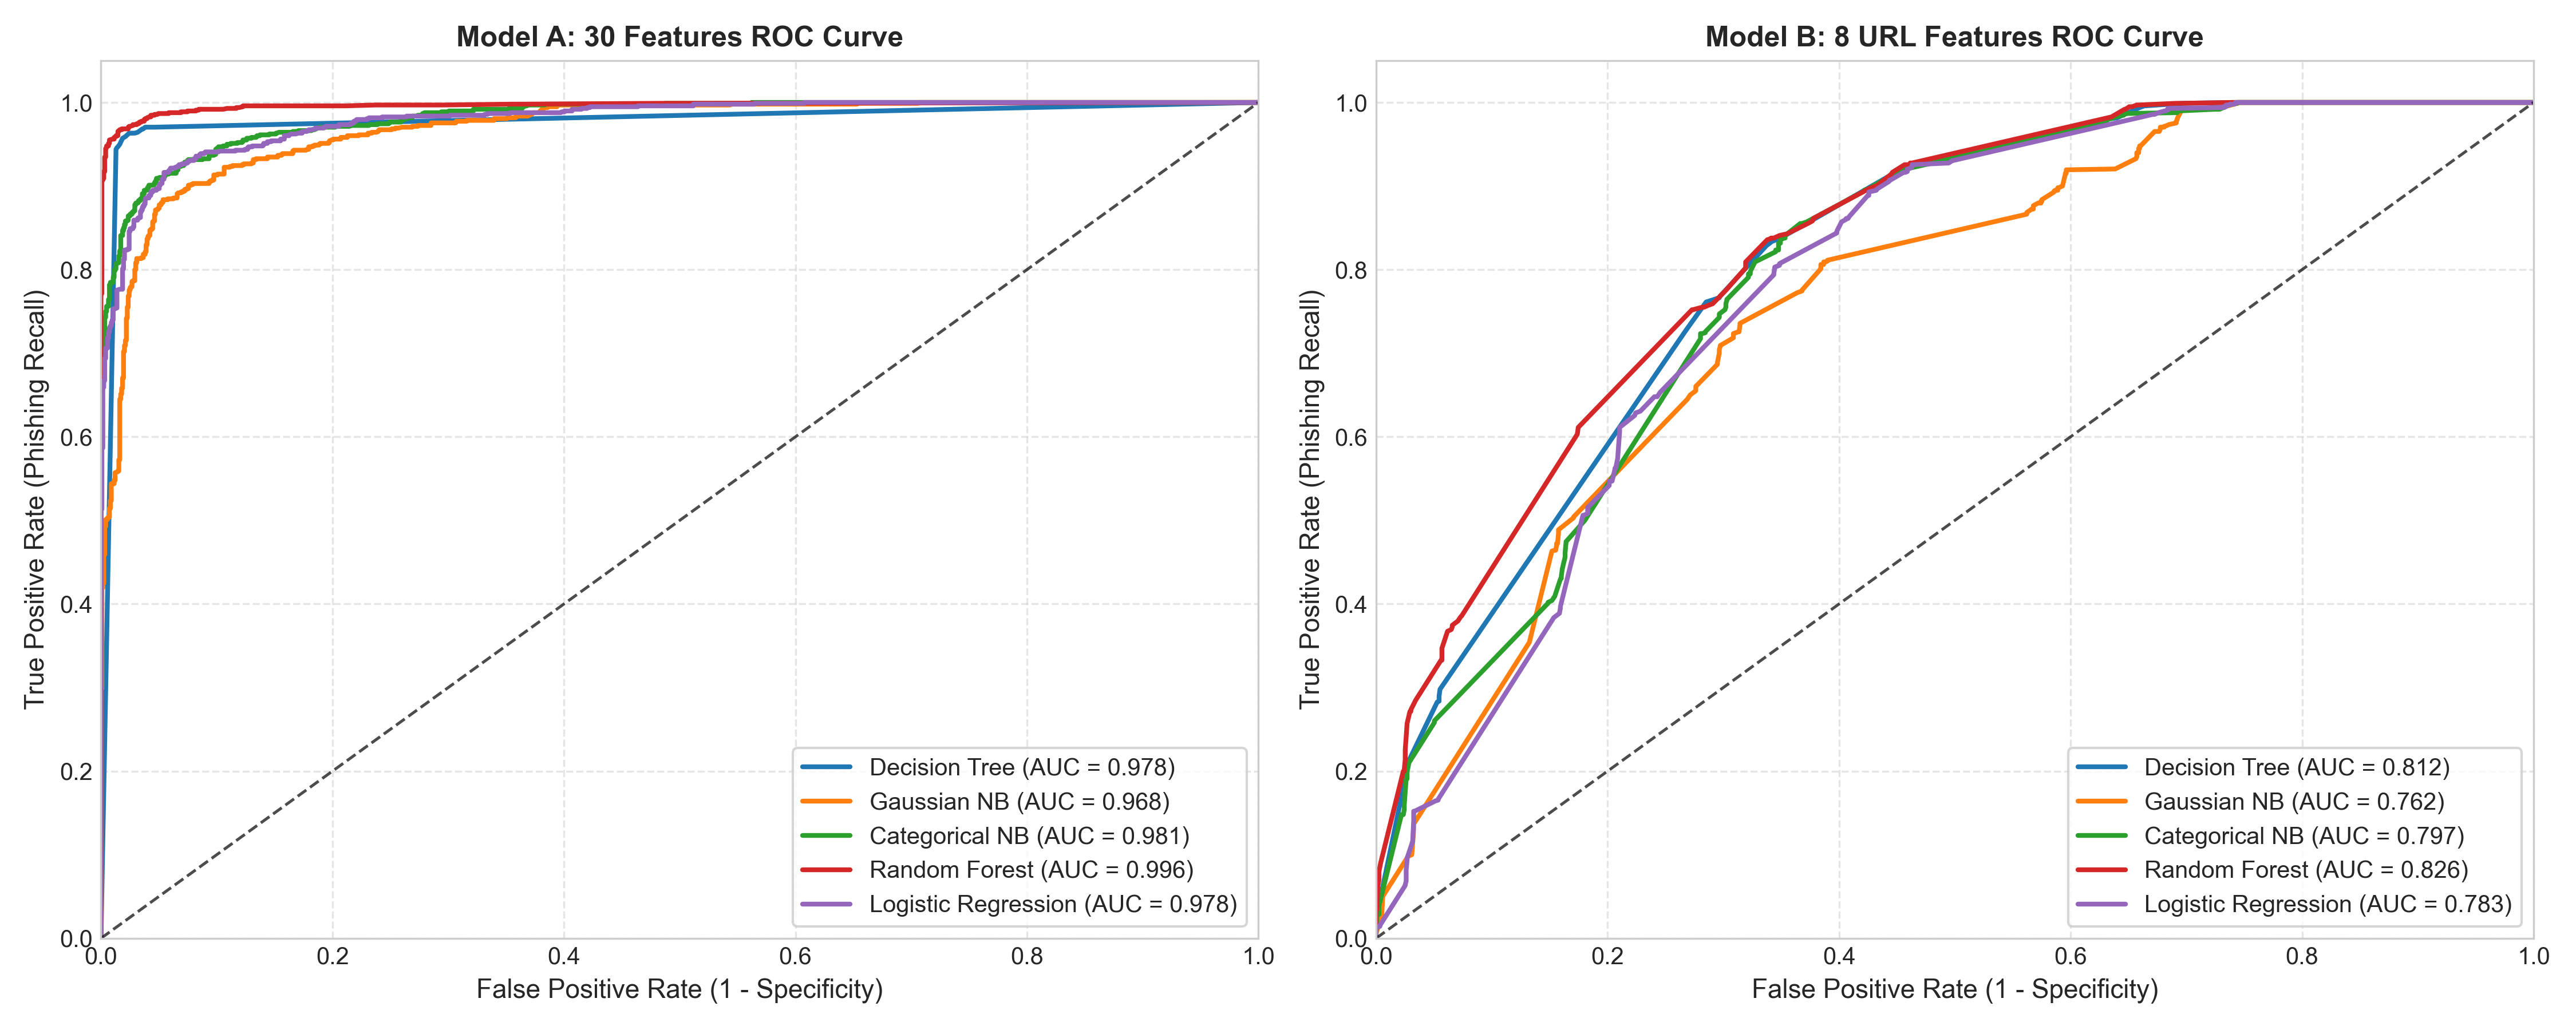 Model A: 30 Features ROC Curve
True Positive Rate (Phishing Recall)
1.0
0.8
0.6
0.4
0.2
0.0
0.0 0.2 0.4 0.6 0.8 1.0
False Positive Rate (1 - Specificity)
Decision Tree (AUC = 0.978)
Gaussian NB (AUC = 0.968)
Categorical NB (AUC = 0.981)
Random Forest (AUC = 0.996)
Logistic Regression (AUC = 0.978)
Model B: 8 URL Features ROC Curve
True Positive Rate (Phishing Recall)
1.0
0.8
0.6
0.4
0.2
0.0
0.0 0.2 0.4 0.6 0.8 1.0
False Positive Rate (1 - Specificity)
Decision Tree (AUC = 0.812)
Gaussian NB (AUC = 0.762)
Categorical NB (AUC = 0.797)
Random Forest (AUC = 0.826)
Logistic Regression (AUC = 0.783)